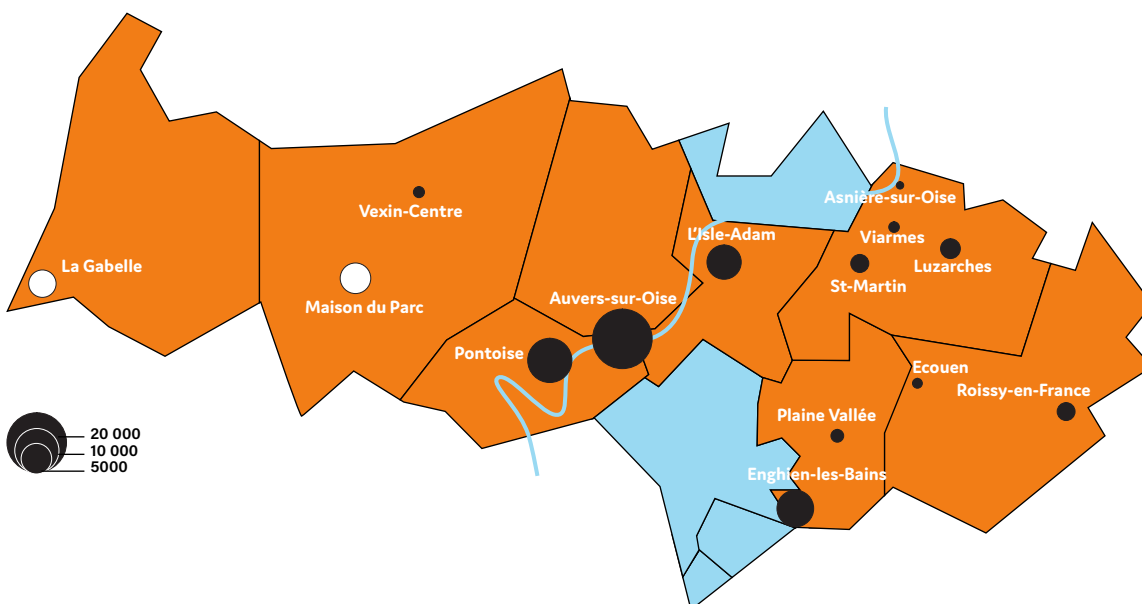 Asnière-sur-Oise
Vexin-Centre
Viarmes
L'Isle-Adam
La Gabelle
Luzarches
St-Martin
Maison du Parc
Auvers-sur-Oise
Pontoise
Ecouen
Roissy-en-France
Plaine Vallée
20 000
10 000
5000
Enghien-les-Bains